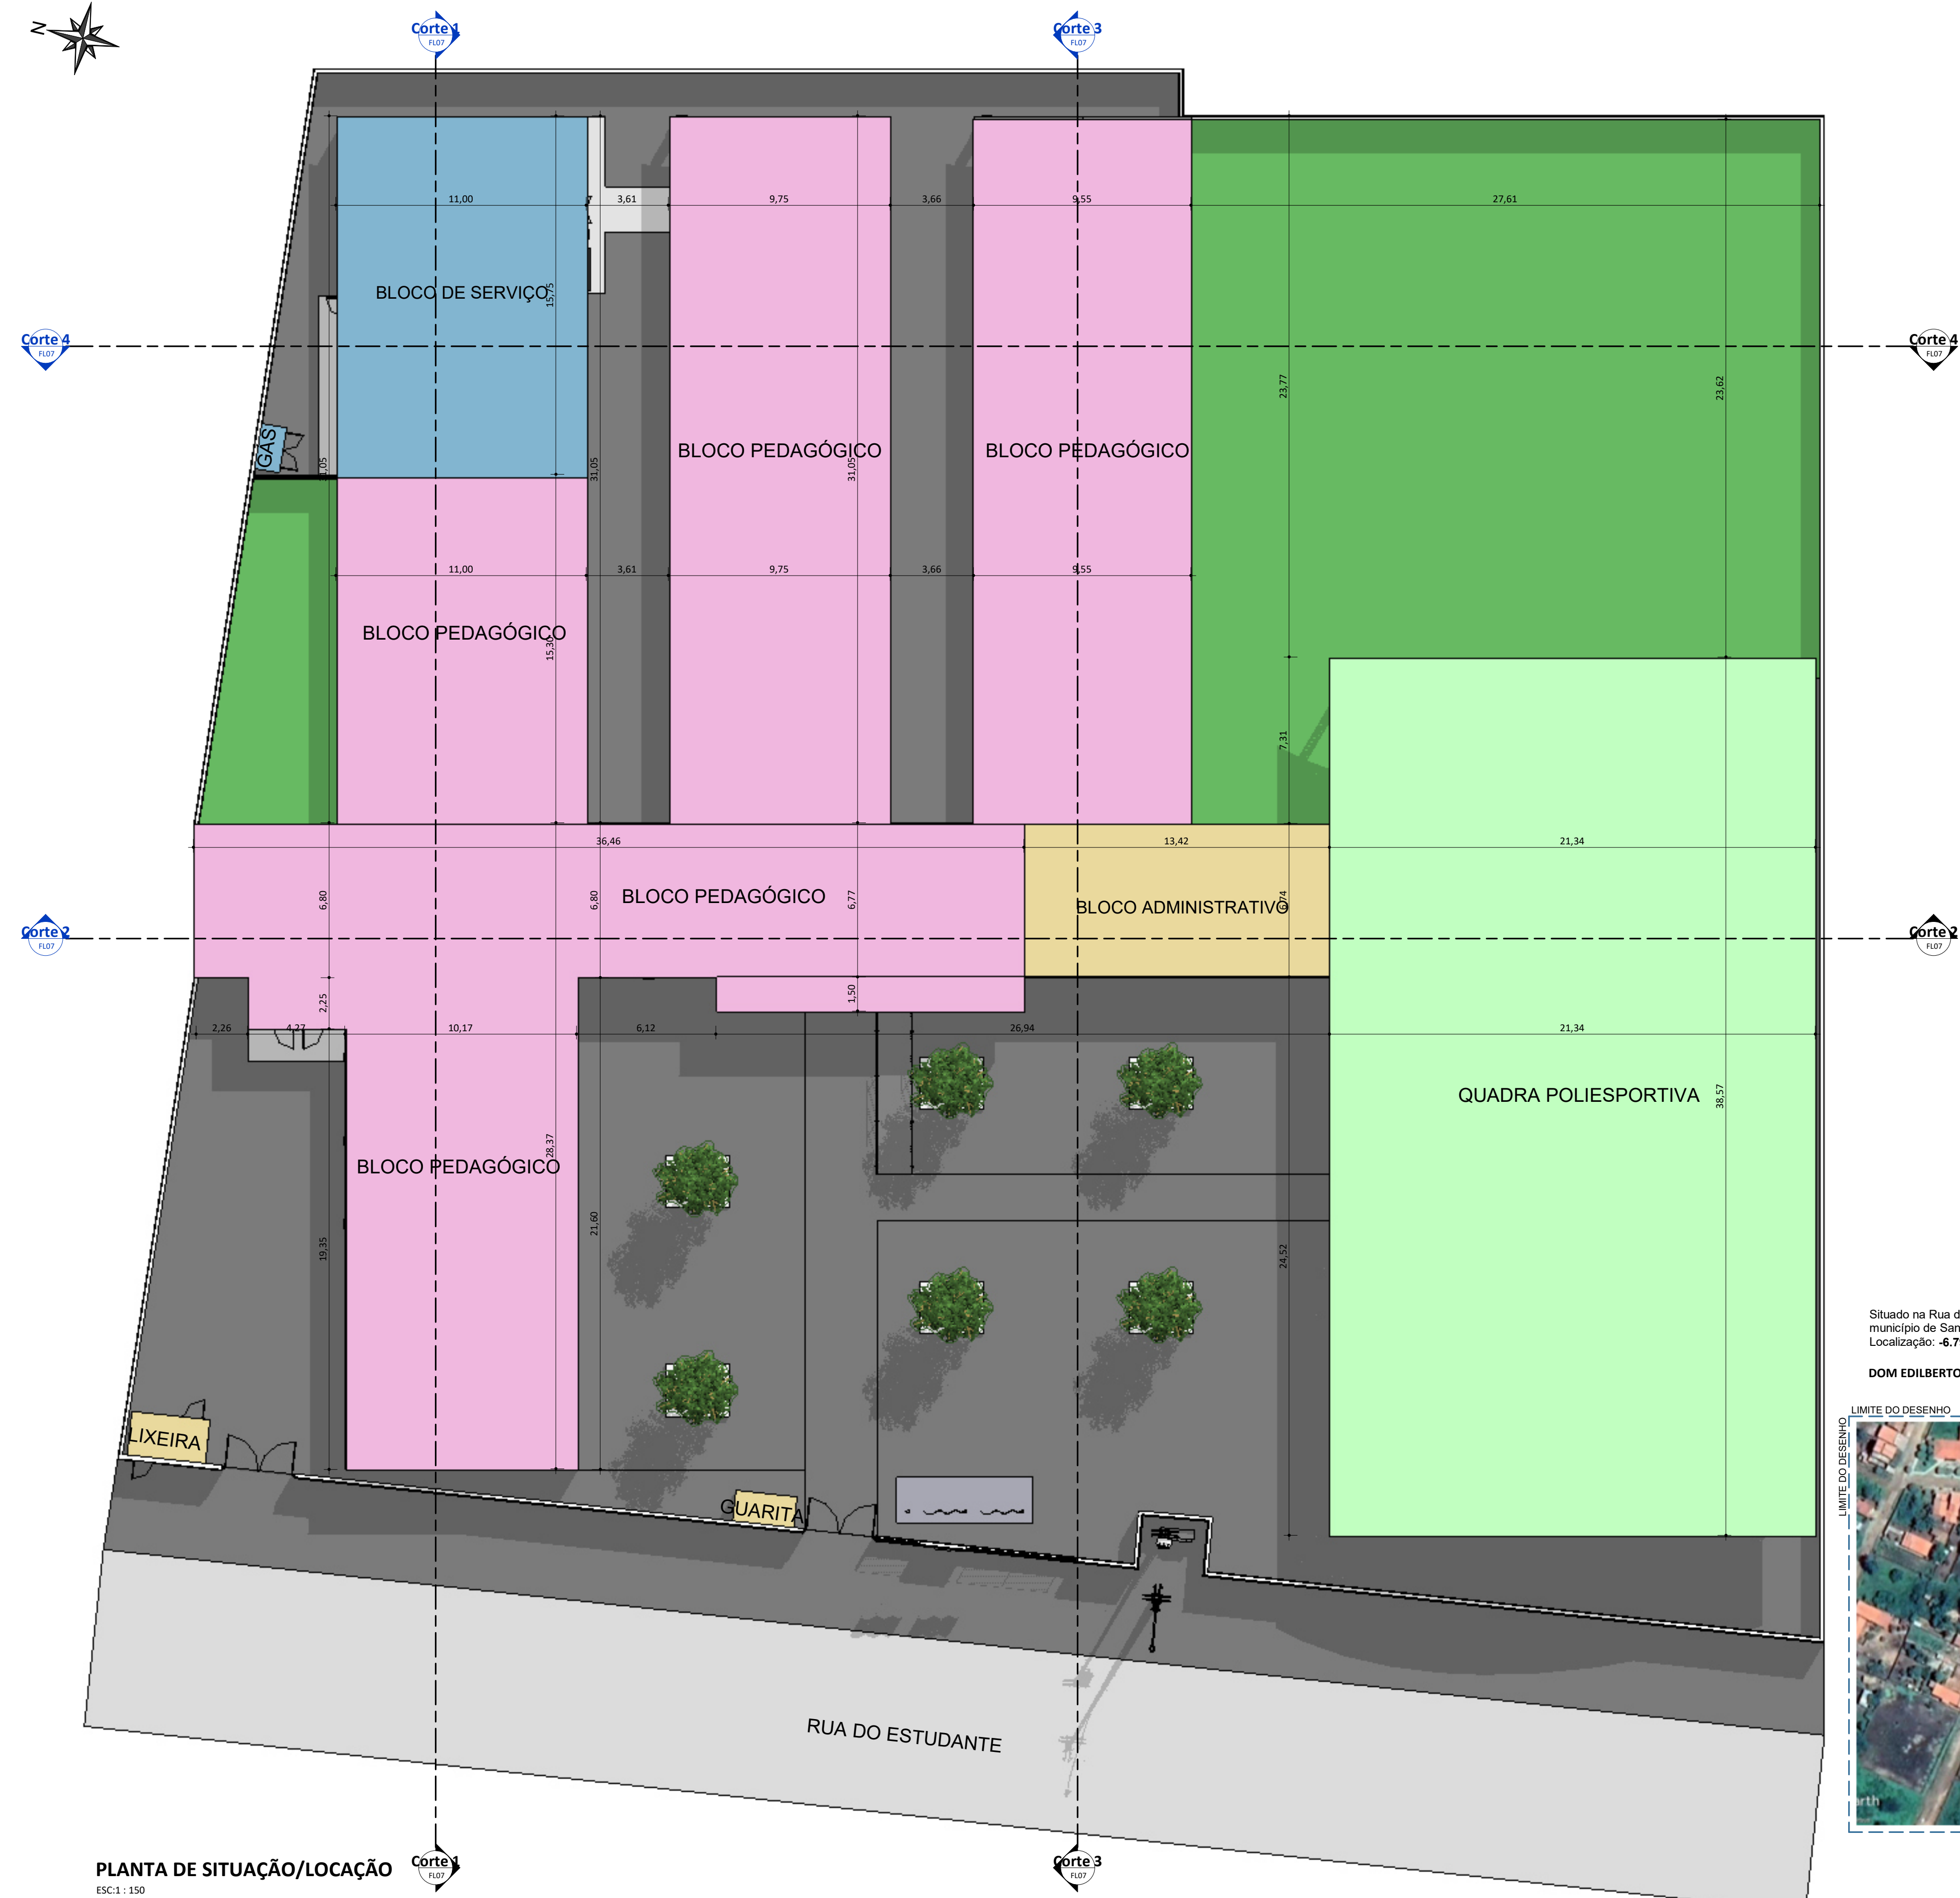 N
Corte 1
FL07
Corte 3
FL07
11,00
3,61
9,75
3,66
9,55
27,61
BLOCO DE SERVIÇO
15,75
Corte 4
FL07
Corte 4
FL07
23,77
23,62
GÁS
BLOCO PEDAGÓGICO
BLOCO PEDAGÓGICO
31,05
31,05
31,05
11,00
3,61
9,75
3,66
9,55
BLOCO PEDAGÓGICO
15,30
7,31
36,46
13,42
21,34
6,80
6,80
BLOCO PEDAGÓGICO
6,77
BLOCO ADMINISTRATIVO
6,74
Corte 2
FL07
Corte 2
FL07
2,25
1,50
2,26
4,27
10,17
6,12
26,94
21,34
QUADRA POLIESPORTIVA
38,57
BLOCO PEDAGÓGICO
28,37
19,35
21,60
24,52
Situado na Rua d
município de San
Localização: -6.7
DOM EDILBERTO
LIMITE DO DESENHO
LIMITE DO DESENHO
LIXEIRA
GUARITA
RUA DO ESTUDANTE
arth
PLANTA DE SITUAÇÃO/LOCAÇÃO
ESC:1 : 150
Corte 1
FL07
Corte 3
FL07